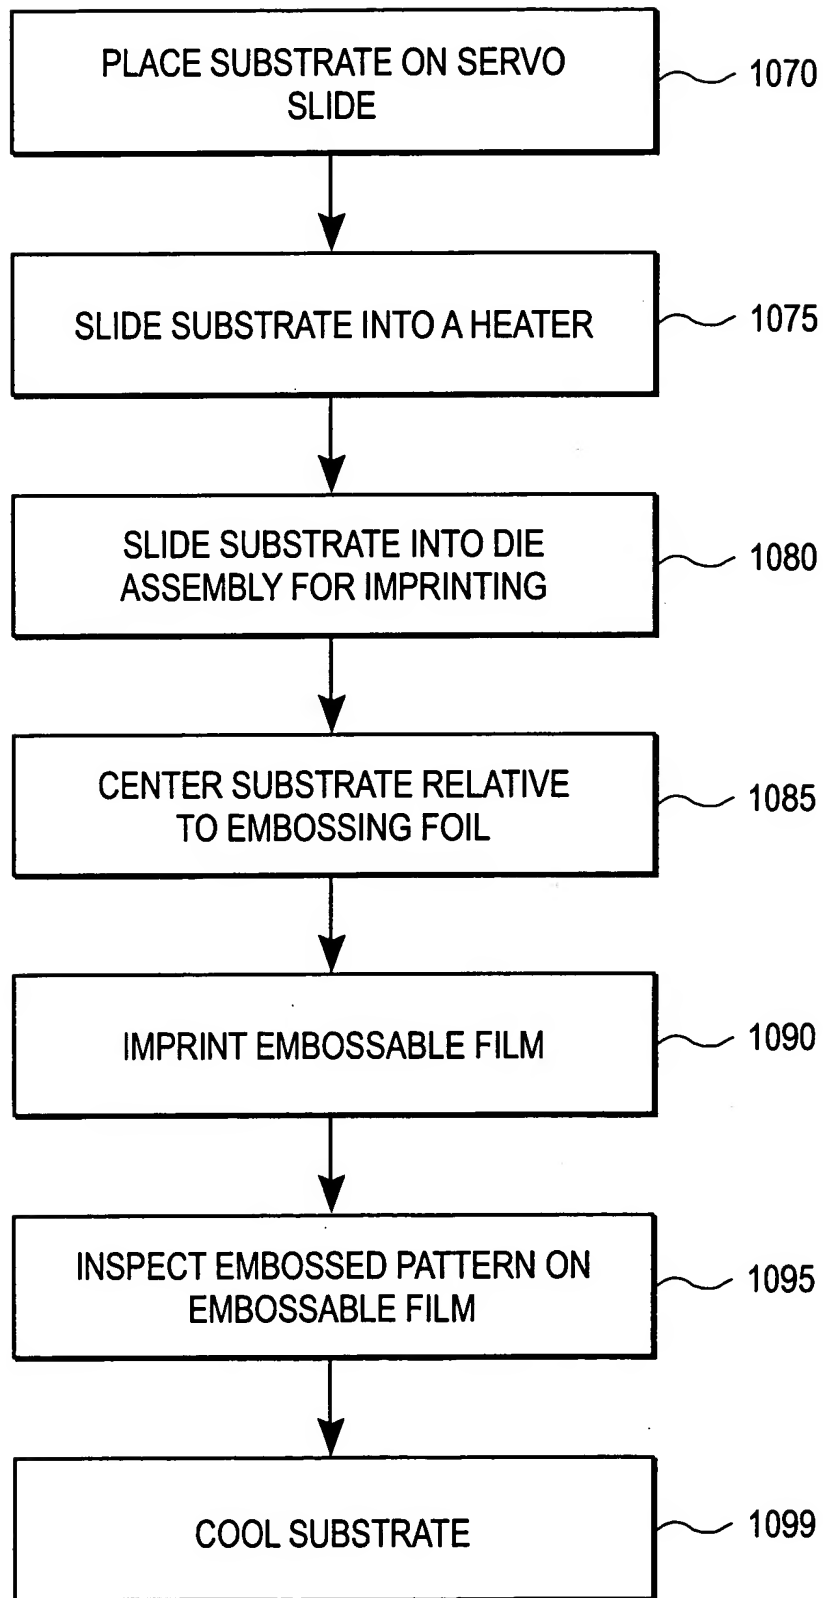 PLACE SUBSTRATE ON SERVO
SLIDE
1070
SLIDE SUBSTRATE INTO A HEATER
1075
SLIDE SUBSTRATE INTO DIE
ASSEMBLY FOR IMPRINTING
1080
CENTER SUBSTRATE RELATIVE
TO EMBOSSING FOIL
1085
IMPRINT EMBOSSABLE FILM
1090
INSPECT EMBOSSED PATTERN ON
EMBOSSABLE FILM
1095
COOL SUBSTRATE
1099